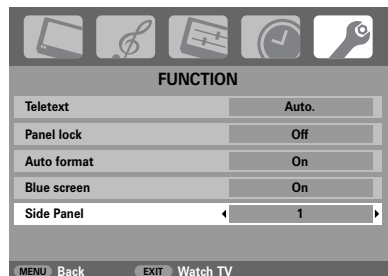 FUNCTION
Teletext Auto.
Panel lock Off
Auto format On
Blue screen On
Side Panel 1
MENU Back EXIT Watch TV